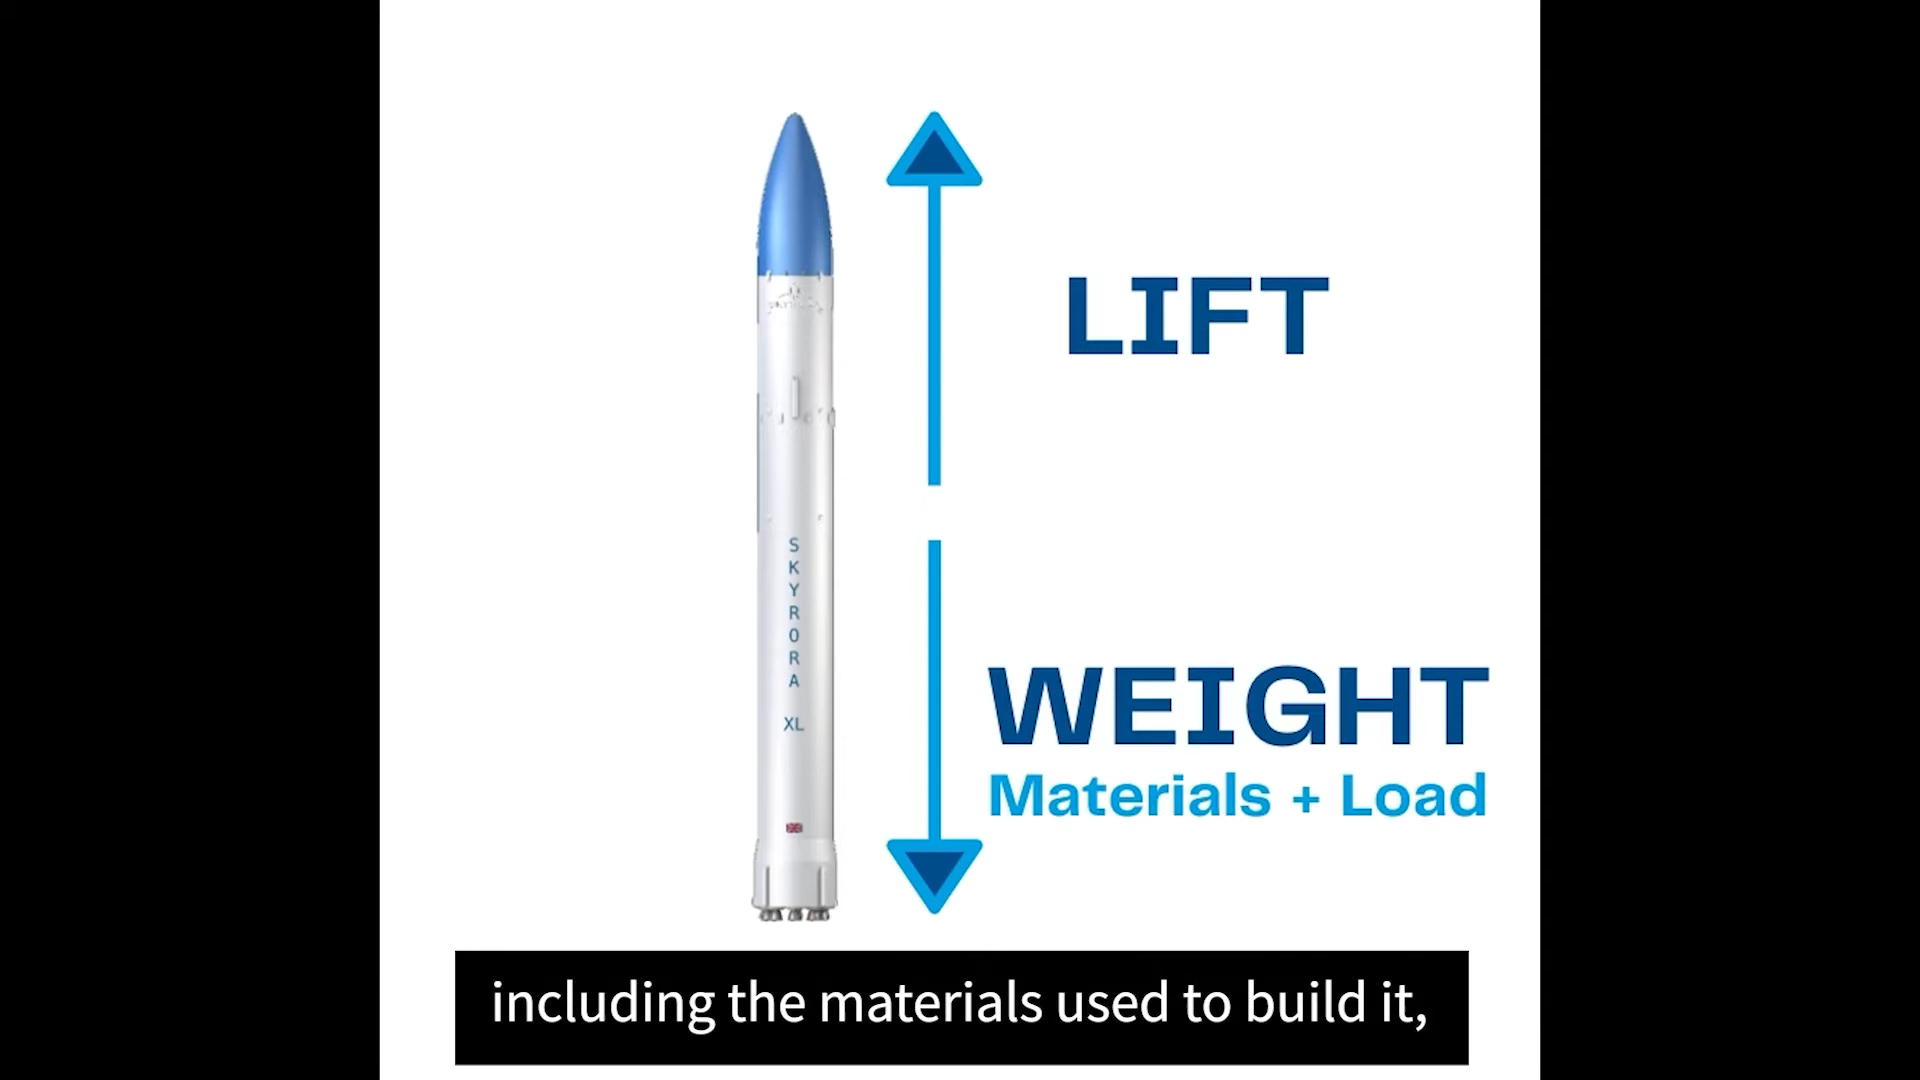 LIFT
S
K
Y
R
O
R
A
XL
WEIGHT
Materials + Load
including the materials used to build it,